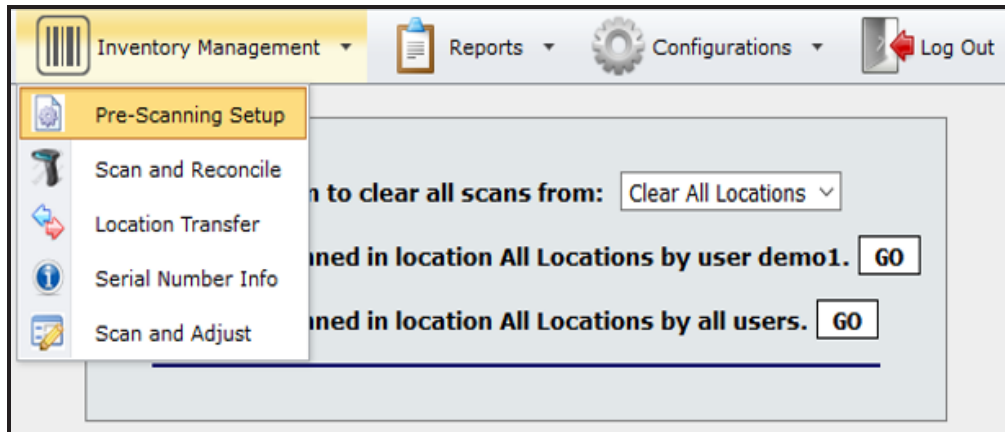 Inventory Management Reports Configurations Log Out
Pre-Scanning Setup
Scan and Reconcile
to clear all scans from: Clear All Locations
Location Transfer
in location All Locations by user demo1. GO
Serial Number Info
Scan and Adjust
in location All Locations by all users. GO